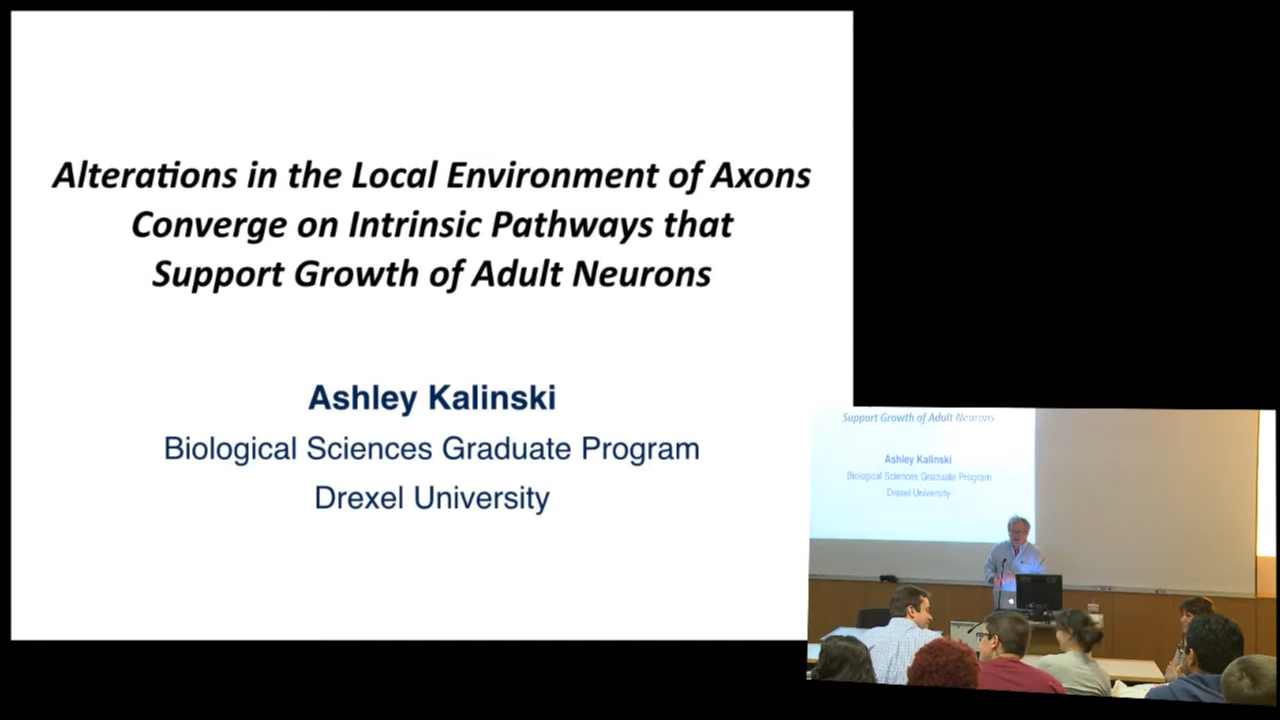 Alterations in the Local Environment of Axons
Converge on Intrinsic Pathways that
Support Growth of Adult Neurons
Ashley Kalinski
Biological Sciences Graduate Program
Drexel University
Support Growth of Adult Neurons
Ashley Kalinski
Biological Sciences Graduate Program
Drexel University